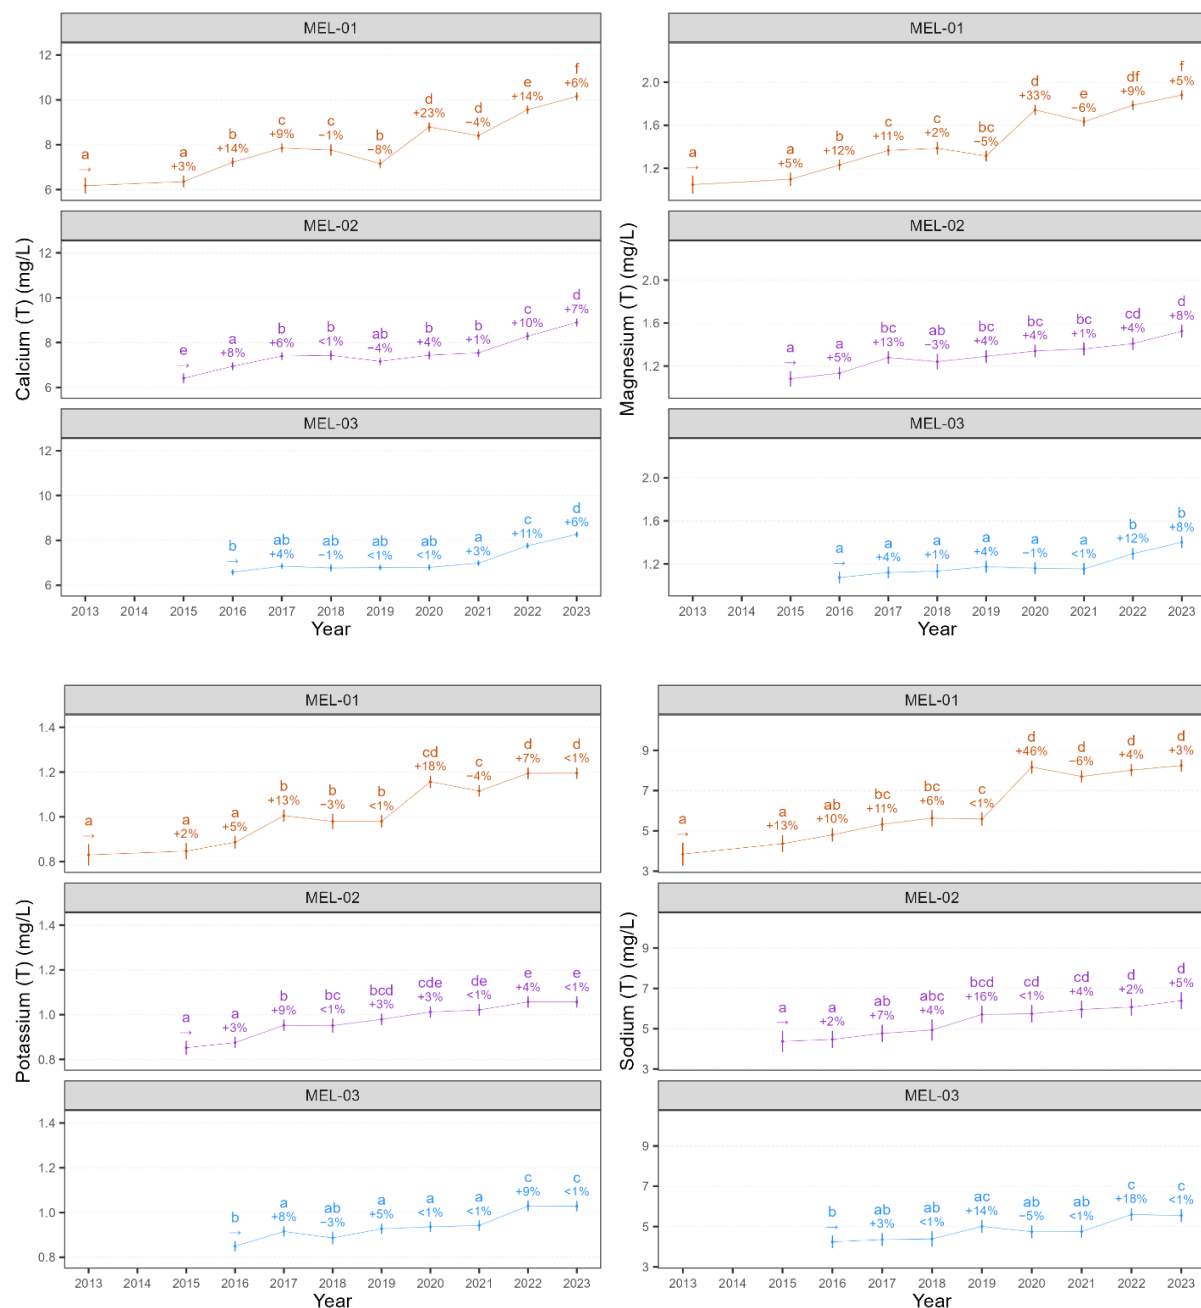 MEL-01
12
10
8
6
a
→
a
+3%
b
+14%
c
+9%
c
−1%
b
−8%
d
+23%
d
−4%
e
+14%
f
+6%
MEL-02
12
10
8
6
e
→
a
+8%
b
+6%
b
<1%
ab
−4%
b
+4%
b
+1%
c
+10%
d
+7%
MEL-03
12
10
8
6
b
→
ab
+4%
ab
−1%
ab
<1%
ab
<1%
a
+3%
c
+11%
d
+6%
Calcium (T) (mg/L)
2013 2014 2015 2016 2017 2018 2019 2020 2021 2022 2023
Year
MEL-01
2.0
1.6
1.2
a
→
a
+5%
b
+12%
c
+11%
c
+2%
bc
−5%
d
+33%
e
−6%
df
+9%
f
+5%
MEL-02
2.0
1.6
1.2
a
→
a
+5%
bc
+13%
ab
−3%
bc
+4%
bc
+4%
bc
+1%
cd
+4%
d
+8%
MEL-03
2.0
1.6
1.2
a
→
a
+4%
a
+1%
a
+4%
a
−1%
a
<1%
b
+12%
b
+8%
Magnesium (T) (mg/L)
2013 2014 2015 2016 2017 2018 2019 2020 2021 2022 2023
Year
MEL-01
1.4
1.2
1.0
0.8
a
→
a
+2%
a
+5%
b
+13%
b
−3%
b
<1%
cd
+18%
c
−4%
d
+7%
d
<1%
MEL-02
1.4
1.2
1.0
0.8
a
→
a
+3%
b
+9%
bc
<1%
bcd
+3%
cde
+3%
de
<1%
e
+4%
e
<1%
MEL-03
1.4
1.2
1.0
0.8
b
→
a
+8%
ab
−3%
a
+5%
a
<1%
a
<1%
c
+9%
c
<1%
Potassium (T) (mg/L)
2013 2014 2015 2016 2017 2018 2019 2020 2021 2022 2023
Year
MEL-01
9
7
5
3
a
→
a
+13%
ab
+10%
bc
+11%
bc
+6%
c
<1%
d
+46%
d
−6%
d
+4%
d
+3%
MEL-02
9
7
5
3
a
→
a
+2%
ab
+7%
abc
+4%
bcd
+16%
cd
<1%
cd
+4%
d
+2%
d
+5%
MEL-03
9
7
5
3
b
→
ab
+3%
ab
<1%
ac
+14%
ab
−5%
ab
<1%
c
+18%
c
<1%
Sodium (T) (mg/L)
2013 2014 2015 2016 2017 2018 2019 2020 2021 2022 2023
Year